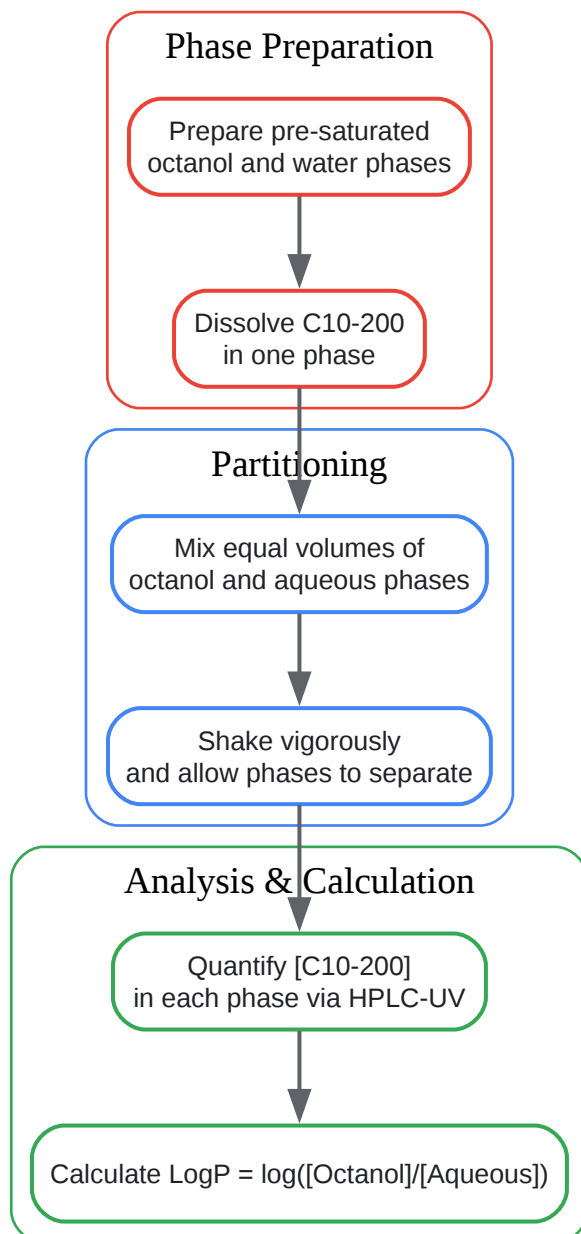 Phase Preparation
Prepare pre-saturated
octanol and water phases
Dissolve C10-200
in one phase
Partitioning
Mix equal volumes of
octanol and aqueous phases
Shake vigorously
and allow phases to separate
Analysis & Calculation
Quantify [C10-200]
in each phase via HPLC-UV
Calculate LogP = log([Octanol]/[Aqueous])